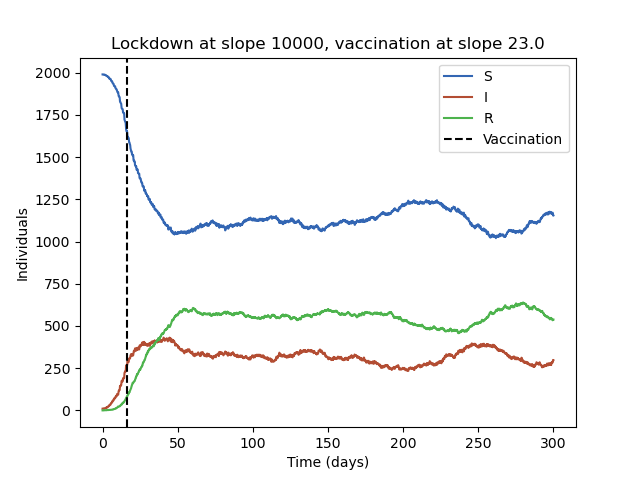 Lockdown at slope 10000, vaccination at slope 23.0
2000
1750
1500
1250
1000
750
500
250
0
Individuals
S
I
R
Vaccination
0 50 100 150 200 250 300
Time (days)